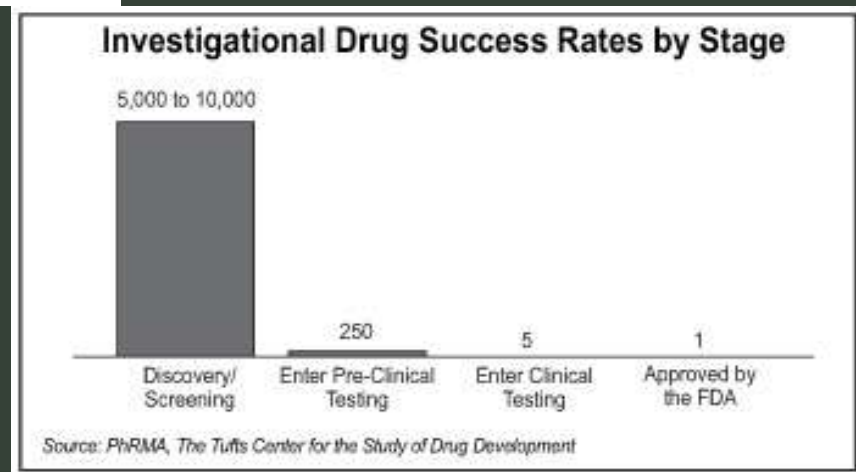 Investigational Drug Success Rates by Stage
5,000 to 10,000
250
5
1
Discovery/
Screening
Enter Pre-Clinical
Testing
Enter Clinical
Testing
Approved by
the FDA
Source: PhRMA, The Tufts Center for the Study of Drug Development